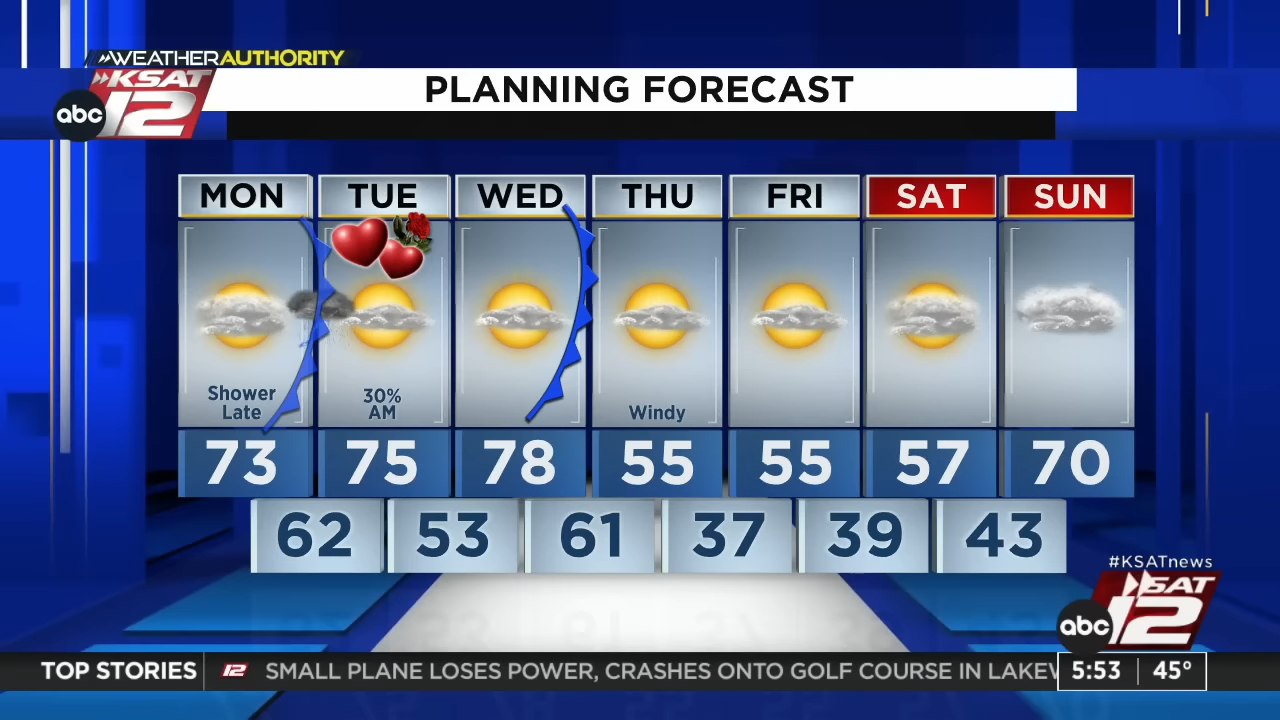 WEATHERAUTHORITY
KSAT
abc 12
PLANNING FORECAST
MON TUE WED THU FRI SAT SUN
Shower
Late
30%
AM
Windy
73 75 78 55 55 57 70
62 53 61 37 39 43
#KSATnews
KSAT
abc 12
TOP STORIES 12 SMALL PLANE LOSES POWER, CRASHES ONTO GOLF COURSE IN LAKEW 5:53 45°